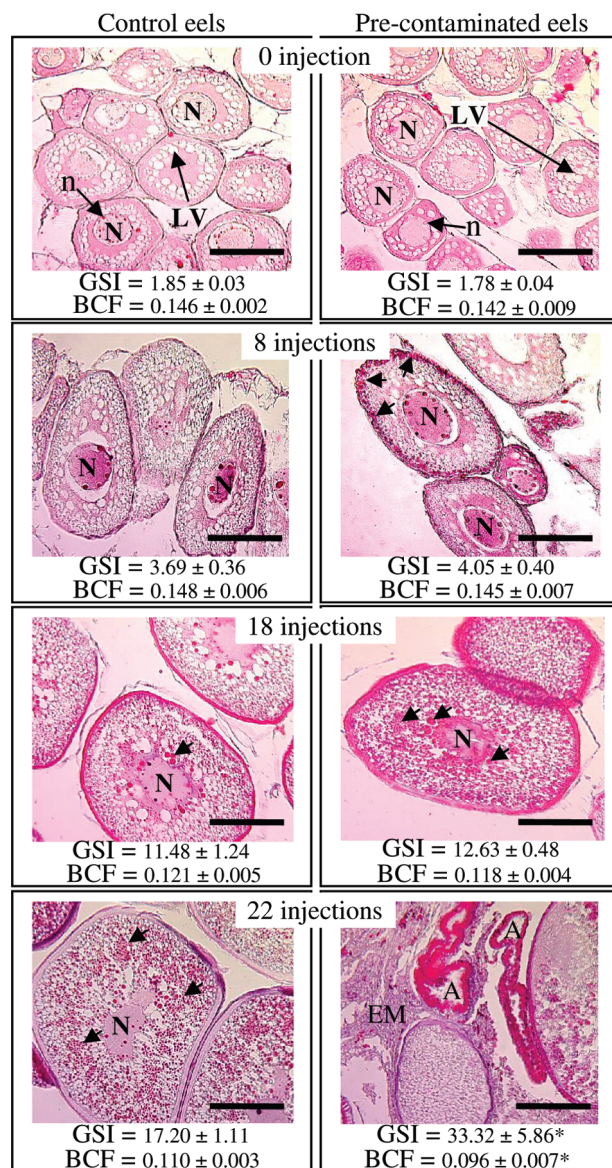 Control eels
Pre-contaminated eels
0 injection
N
n
N
LV
N
LV
N
n
GSI = 1.85 ± 0.03
BCF = 0.146 ± 0.002
GSI = 1.78 ± 0.04
BCF = 0.142 ± 0.009
8 injections
N
N
N
N
GSI = 3.69 ± 0.36
BCF = 0.148 ± 0.006
GSI = 4.05 ± 0.40
BCF = 0.145 ± 0.007
18 injections
N
N
GSI = 11.48 ± 1.24
BCF = 0.121 ± 0.005
GSI = 12.63 ± 0.48
BCF = 0.118 ± 0.004
22 injections
N
A
A
EM
GSI = 17.20 ± 1.11
BCF = 0.110 ± 0.003
GSI = 33.32 ± 5.86*
BCF = 0.096 ± 0.007*